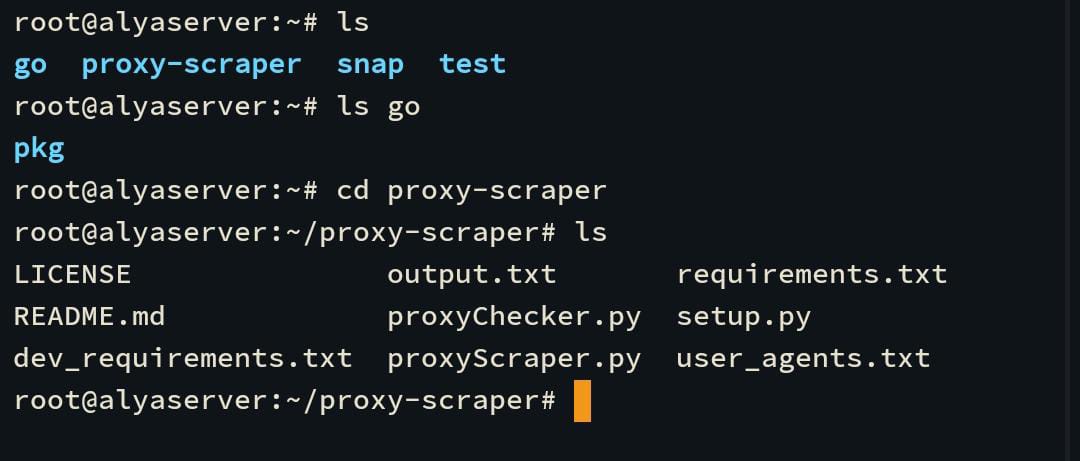 root@alyaserver:~# ls
go  proxy-scraper  snap  test
root@alyaserver:~# ls go
pkg
root@alyaserver:~# cd proxy-scraper
root@alyaserver:~/proxy-scraper# ls
LICENSE               output.txt       requirements.txt
README.md             proxyChecker.py  setup.py
dev_requirements.txt  proxyScraper.py  user_agents.txt
root@alyaserver:~/proxy-scraper#